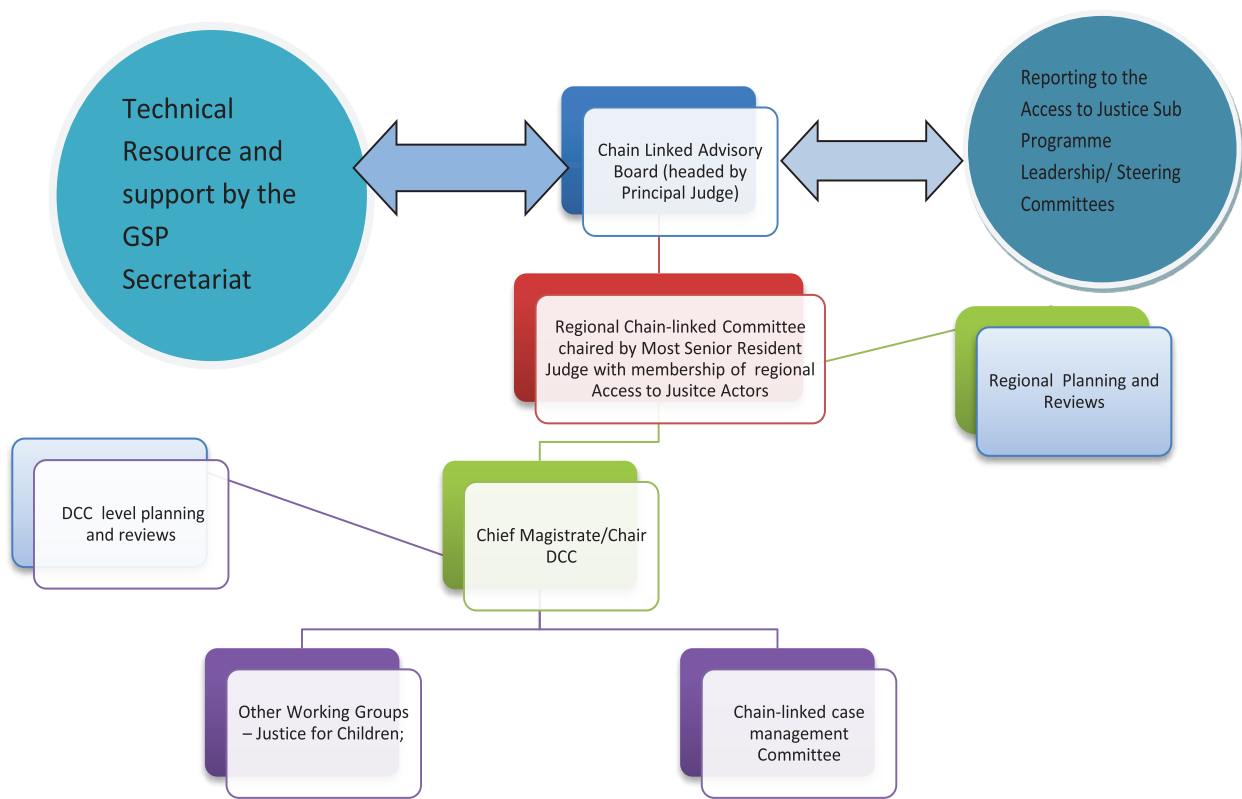 Technical
Resource and
support by the
GSP
Secretariat
Chain Linked Advisory
Board (headed by
Principal Judge)
Reporting to the
Access to Justice Sub
Programme
Leadership/ Steering
Committees
Regional Chain-linked Committee
chaired by Most Senior Resident
Judge with membership of regional
Access to Jusitce Actors
Regional Planning and
Reviews
DCC level planning
and reviews
Chief Magistrate/Chair
DCC
Other Working Groups
– Justice for Children;
Chain-linked case
management
Committee